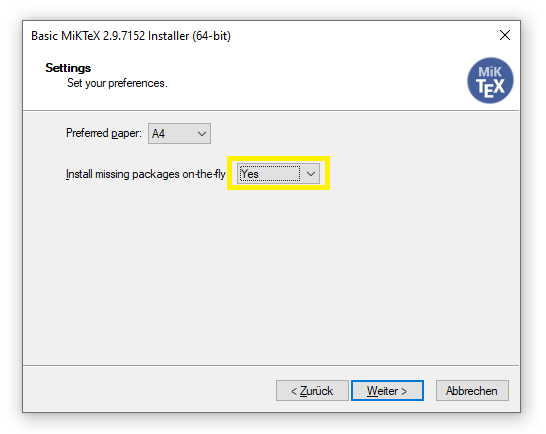 Basic MiKTeX 2.9.7152 Installer (64-bit)
Settings
Set your preferences.
MiK
TEX
Preferred paper: A4
Install missing packages on-the-fly Yes
< Zurück Weiter > Abbrechen